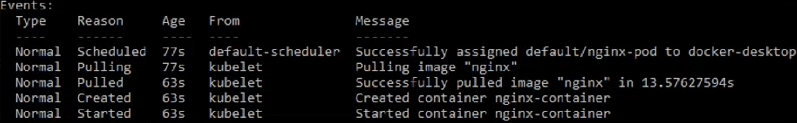 Events:
Type Reason Age From Message
---- ------ ---- ---- -------
Normal Scheduled 77s default-scheduler Successfully assigned default/nginx-pod to docker-desktop
Normal Pulling 77s kubelet Pulling image "nginx"
Normal Pulled 63s kubelet Successfully pulled image "nginx" in 13.57627594s
Normal Created 63s kubelet Created container nginx-container
Normal Started 63s kubelet Started container nginx-container